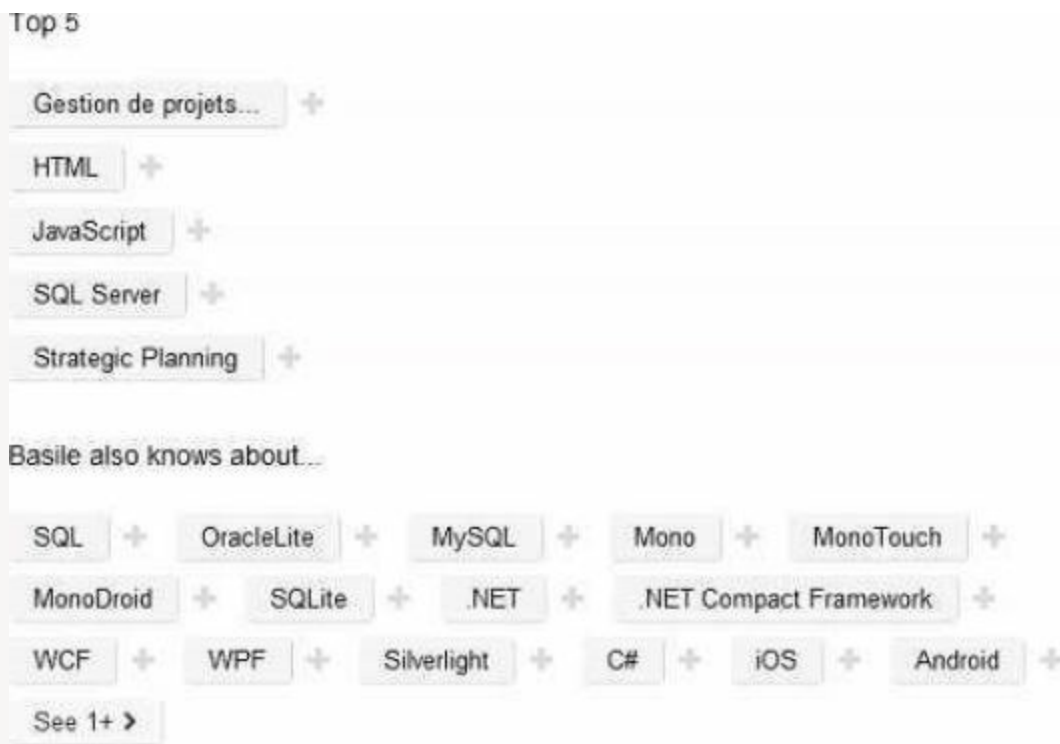 Top 5
Gestion de projets...
HTML
JavaScript
SQL Server
Strategic Planning
Basile also knows about...
SQL OracleLite MySQL Mono MonoTouch
MonoDroid SQLite .NET .NET Compact Framework
WCF WPF Silverlight C# iOS Android
See 1+ >